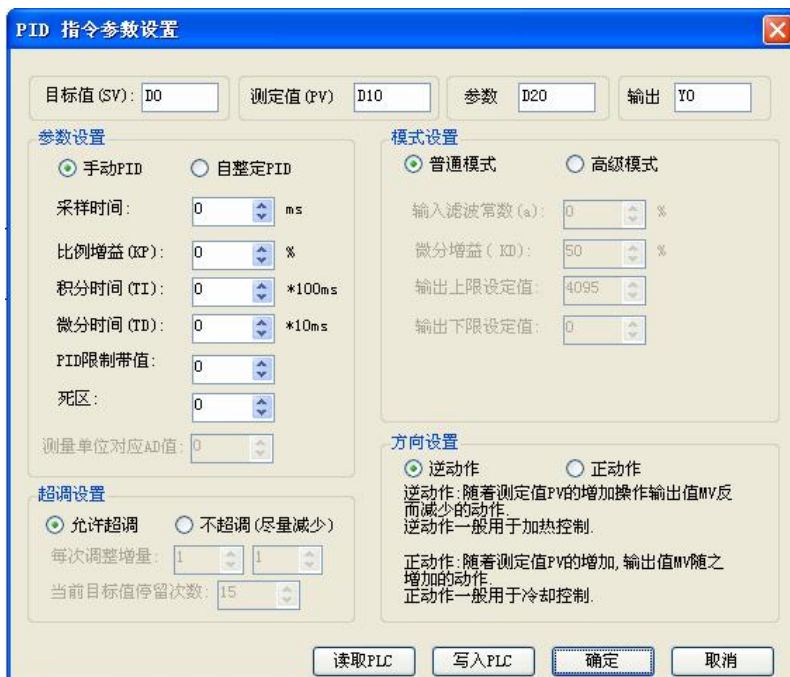 PID 指令参数设置
目标值(SV): D0 测定值(PV) D10 参数 D20 输出 Y0
参数设置
手动PID 自整定PID
采样时间: 0 ms
比例增益(KP): 0 %
积分时间(TI): 0 *100ms
微分时间(TD): 0 *10ms
PID限制带值: 0
死区: 0
测量单位对应AD值: 0
超调设置
允许超调 不超调(尽量减少)
每次调整增量: 1 1
当前目标值停留次数: 15
模式设置
普通模式 高级模式
输入滤波常数(a): 0 %
微分增益( KD): 50 %
输出上限设定值: 4095
输出下限设定值: 0
方向设置
逆动作 正动作
逆动作:随着测定值PV的增加操作输出值MV反
而减少的动作.
逆动作一般用于加热控制.
正动作:随着测定值PV的增加,输出值MV随之
增加的动作.
正动作一般用于冷却控制.
读取PLC 写入PLC 确定 取消